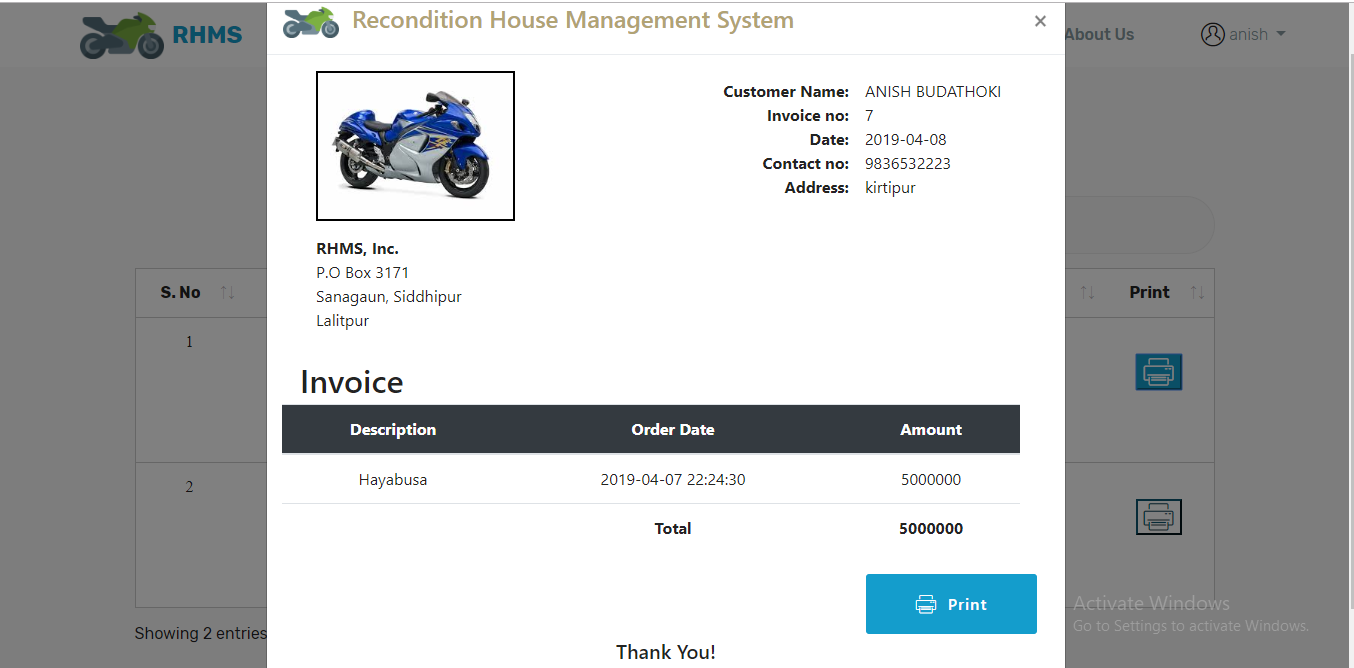 Recondition House Management System ×
RHMS
About Us
anish
Customer Name: ANISH BUDATHOKI
Invoice no: 7
Date: 2019-04-08
Contact no: 9836532223
Address: kirtipur
RHMS, Inc.
P.O Box 3171
Sanagaun, Siddhipur
Lalitpur
S. No
Print
1
2
Invoice
Description Order Date Amount
Hayabusa 2019-04-07 22:24:30 5000000
Total 5000000
Print
Thank You!
Showing 2 entries
Activate Windows
Go to Settings to activate Windows.